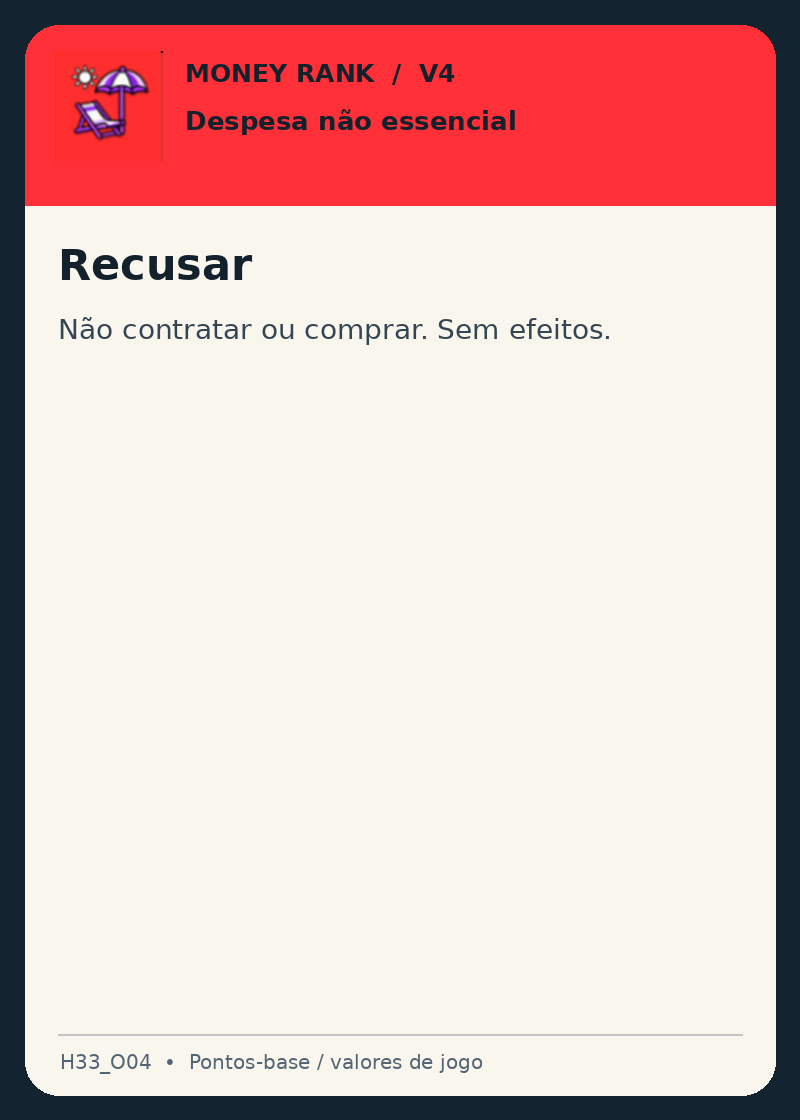 MONEY RANK / V4
Despesa não essencial
Recusar
Não contratar ou comprar. Sem efeitos.
H33_O04 • Pontos-base / valores de jogo